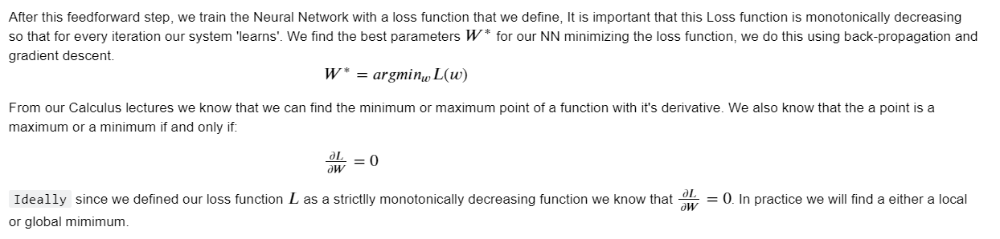 After this feedforward step, we train the Neural Network with a loss function that we define, It is important that this Loss function is monotonically decreasing
so that for every iteration our system 'learns'. We find the best parameters W* for our NN minimizing the loss function, we do this using back-propagation and
gradient descent.
W* = argmin_w L(w)
From our Calculus lectures we know that we can find the minimum or maximum point of a function with it's derivative. We also know that the a point is a
maximum or a minimum if and only if:
∂L/∂W = 0
Ideally since we defined our loss function L as a strictlly monotonically decreasing function we know that ∂L/∂W = 0. In practice we will find a either a local
or global mimimum.